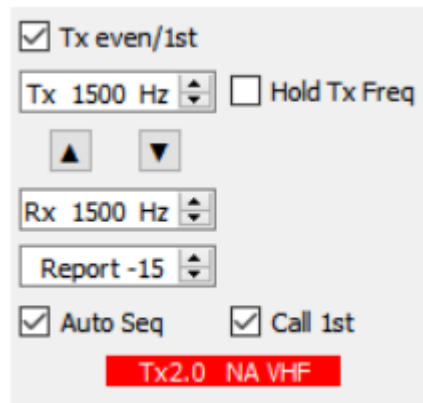 Tx even/1st
Tx 1500 Hz Hold Tx Freq
Rx 1500 Hz
Report -15
Auto Seq Call 1st
Tx2.0 NA VHF